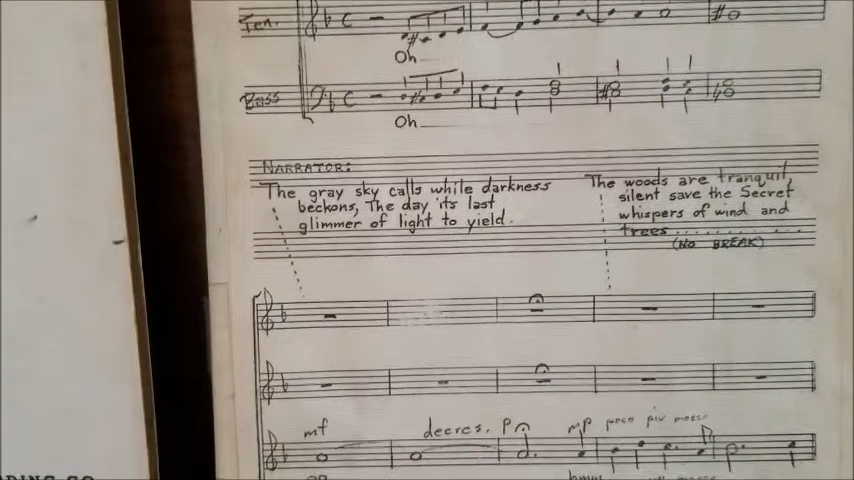 Ten.
Oh
Bass
Oh
NARRATOR:
The gray sky calls while darkness
beckons, The day its last
glimmer of light to yield.
The woods are tranquil,
silent save the Secret
whispers of wind and
trees..........
(NO BREAK)
mf decres. p mp poco piu mosso